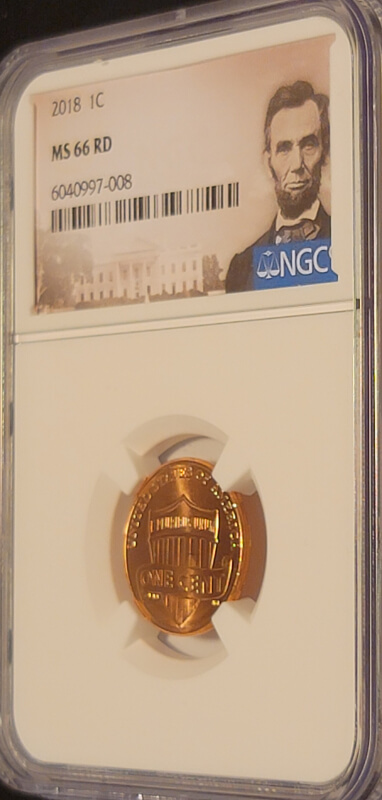 2018 1C
MS 66 RD
6040997-008
NGC
UNITED STATES OF AMERICA
E PLURIBUS UNUM
ONE CENT